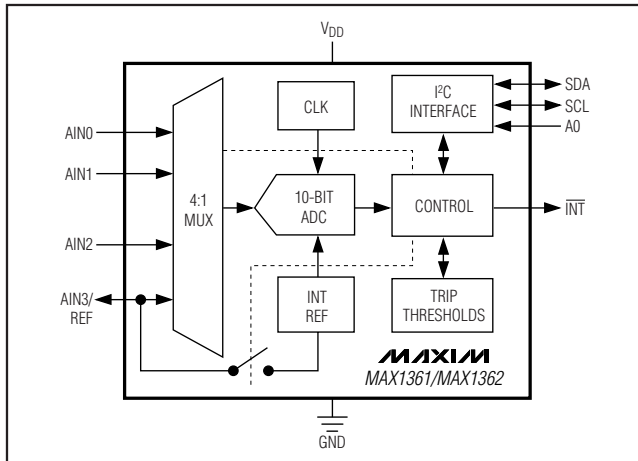 VDD
CLK
I²C
INTERFACE
SDA
SCL
A0
AIN0
AIN1
AIN2
AIN3/
REF
4:1
MUX
10-BIT
ADC
CONTROL
INT
INT
REF
TRIP
THRESHOLDS
MAXIM
MAX1361/MAX1362
GND